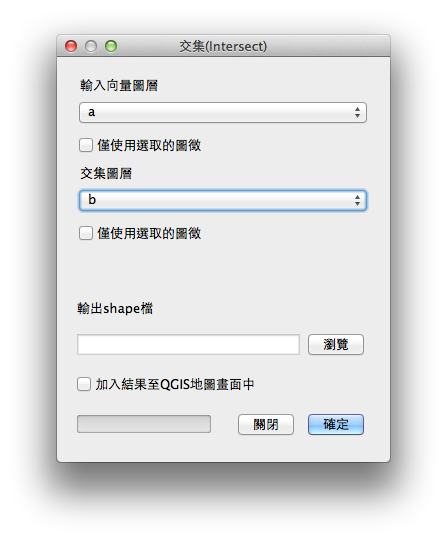 交集(Intersect)
輸入向量圖層
a
僅使用選取的圖徵
交集圖層
b
僅使用選取的圖徵
輸出shape檔
瀏覽
加入結果至QGIS地圖畫面中
關閉 確定